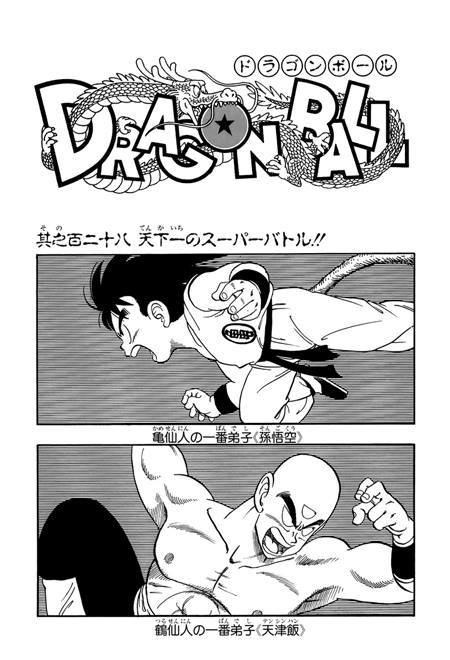 ドラゴンボール
DRAGON BALL
其之百二十八 天下一のスーパーバトル!!
亀仙人の一番弟子《孫悟空》
鶴仙人の一番弟子《天津飯》